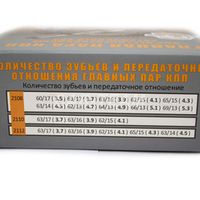 КОЛИЧЕСТВО ЗУБЬЕВ И ПЕРЕДАТОЧНОЕ
ОТНОШЕНИЯ ГЛАВНЫХ ПАР КПП
Количество зубьев и передаточное отношение
2108 60/17 (3.5) 63/17 (3.7) 63/16 (3.9) 62/15 (4.1) 65/15 (4.3)
63/14 (4.5) 66/14 (4.7) 64/13 (4.9) 66/13 (5.1) 69/13 (5.3)
2110 63/17 (3.7) 63/16 (3.9) 62/15 (4.1)
2112 63/17 (3.7) 63/16 (3.9) 62/15 (4.1) 65/15 (4.3) 63/14 (4.5)